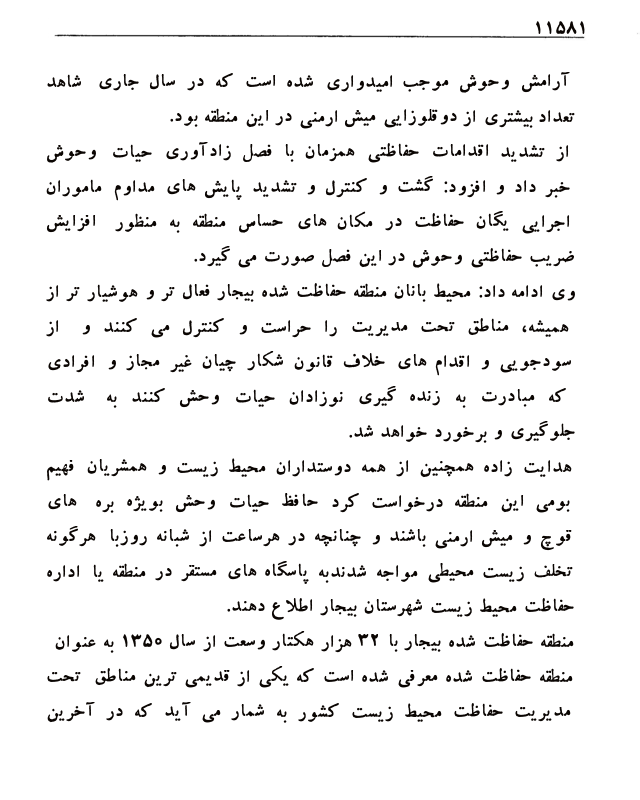 ۱۱۵۸۱
آرامش وحوش موجب امیدواری شده است که در سال جاری شاهد
تعداد بیشتری از دوقلوزایی میش ارمنی در این منطقه بود.
از تشدید اقدامات حفاظتی همزمان با فصل زادآوری حیات وحوش
خبر داد و افزود: گشت و کنترل و تشدید پایش های مداوم ماموران
اجرایی یگان حفاظت در مکان های حساس منطقه به منظور افزایش
ضریب حفاظتی وحوش در این فصل صورت می گیرد.
وی ادامه داد: محیط بانان منطقه حفاظت شده بیجار فعال تر و هوشیار تر از
همیشه، مناطق تحت مدیریت را حراست و کنترل می کنند و از
سودجویی و اقدام های خلاف قانون شکار چیان غیر مجاز و افرادی
که مبادرت به زنده گیری نوزادان حیات وحش کنند به شدت
جلوگیری و برخورد خواهد شد.
هدایت زاده همچنین از همه دوستداران محیط زیست و همشریان فهیم
بومی این منطقه درخواست کرد حافظ حیات وحش بویژه بره های
قوچ و میش ارمنی باشند و چنانچه در هرساعت از شبانه روزبا هرگونه
تخلف زیست محیطی مواجه شدندبه پاسگاه های مستقر در منطقه یا اداره
حفاظت محیط زیست شهرستان بیجار اطلاع دهند.
منطقه حفاظت شده بیجار با ۳۲ هزار هکتار وسعت از سال ۱۳۵۰ به عنوان
منطقه حفاظت شده معرفی شده است که یکی از قدیمی ترین مناطق تحت
مدیریت حفاظت محیط زیست کشور به شمار می آید که در آخرین